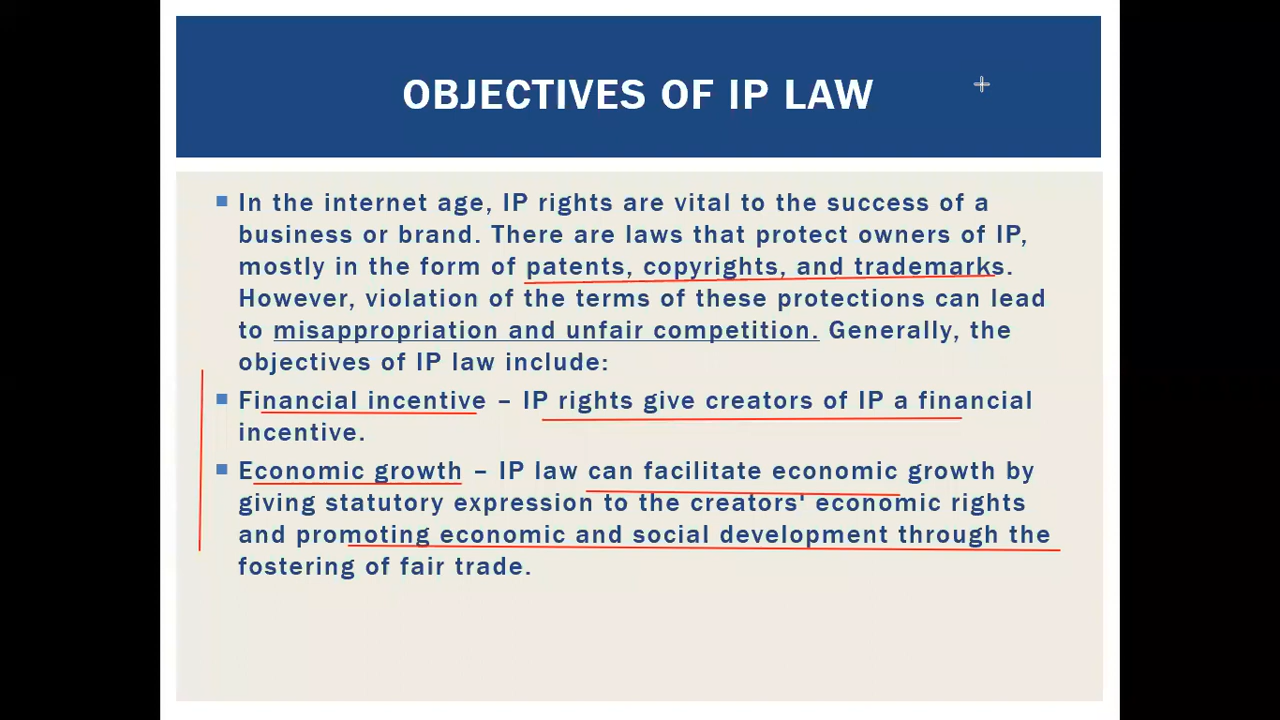 OBJECTIVES OF IP LAW
In the internet age, IP rights are vital to the success of a
business or brand. There are laws that protect owners of IP,
mostly in the form of patents, copyrights, and trademarks.
However, violation of the terms of these protections can lead
to misappropriation and unfair competition. Generally, the
objectives of IP law include:
Financial incentive – IP rights give creators of IP a financial
incentive.
Economic growth – IP law can facilitate economic growth by
giving statutory expression to the creators' economic rights
and promoting economic and social development through the
fostering of fair trade.